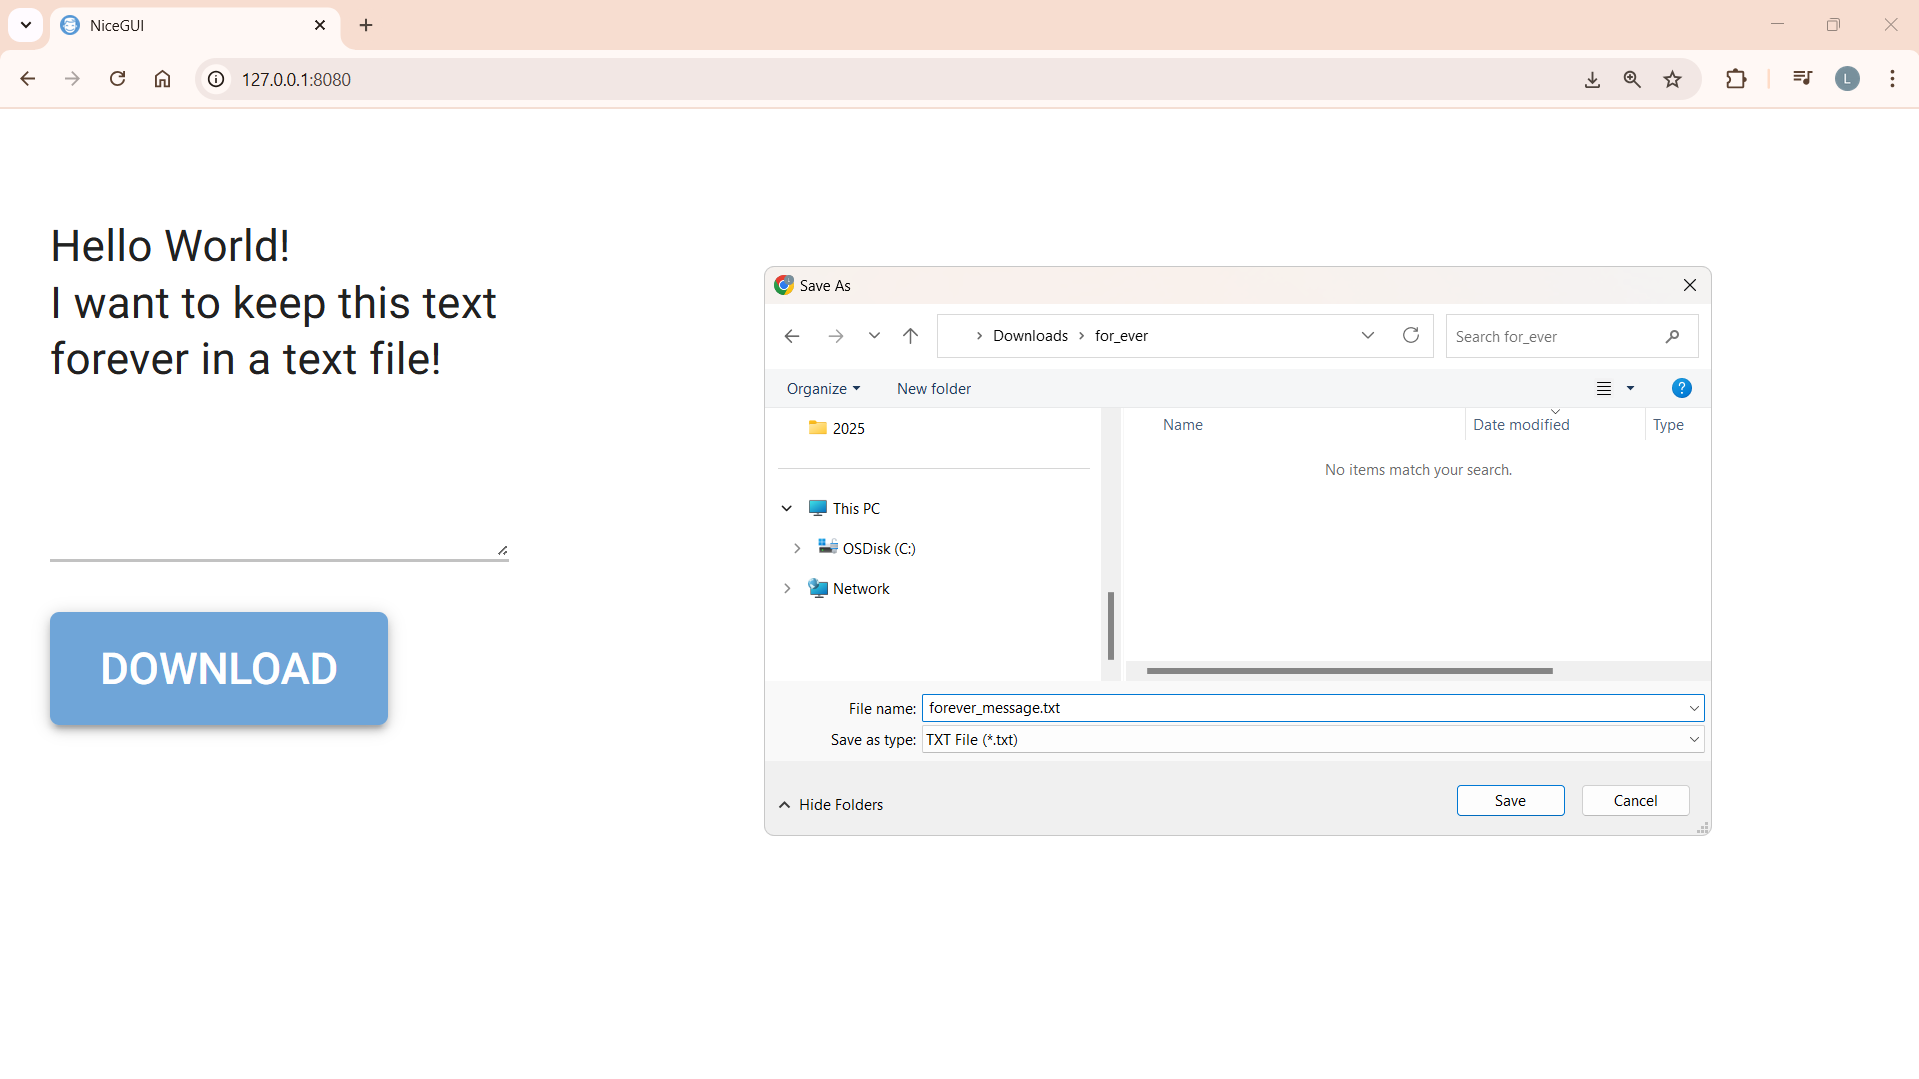 NiceGUI
127.0.0.1:8080
L
Hello World!
I want to keep this text
forever in a text file!
DOWNLOAD
Save As
Downloads > for_ever
Search for_ever
Organize
New folder
?
2025
This PC
OSDisk (C:)
Network
Name
Date modified
Type
No items match your search.
File name: forever_message.txt
Save as type: TXT File (*.txt)
Hide Folders
Save
Cancel